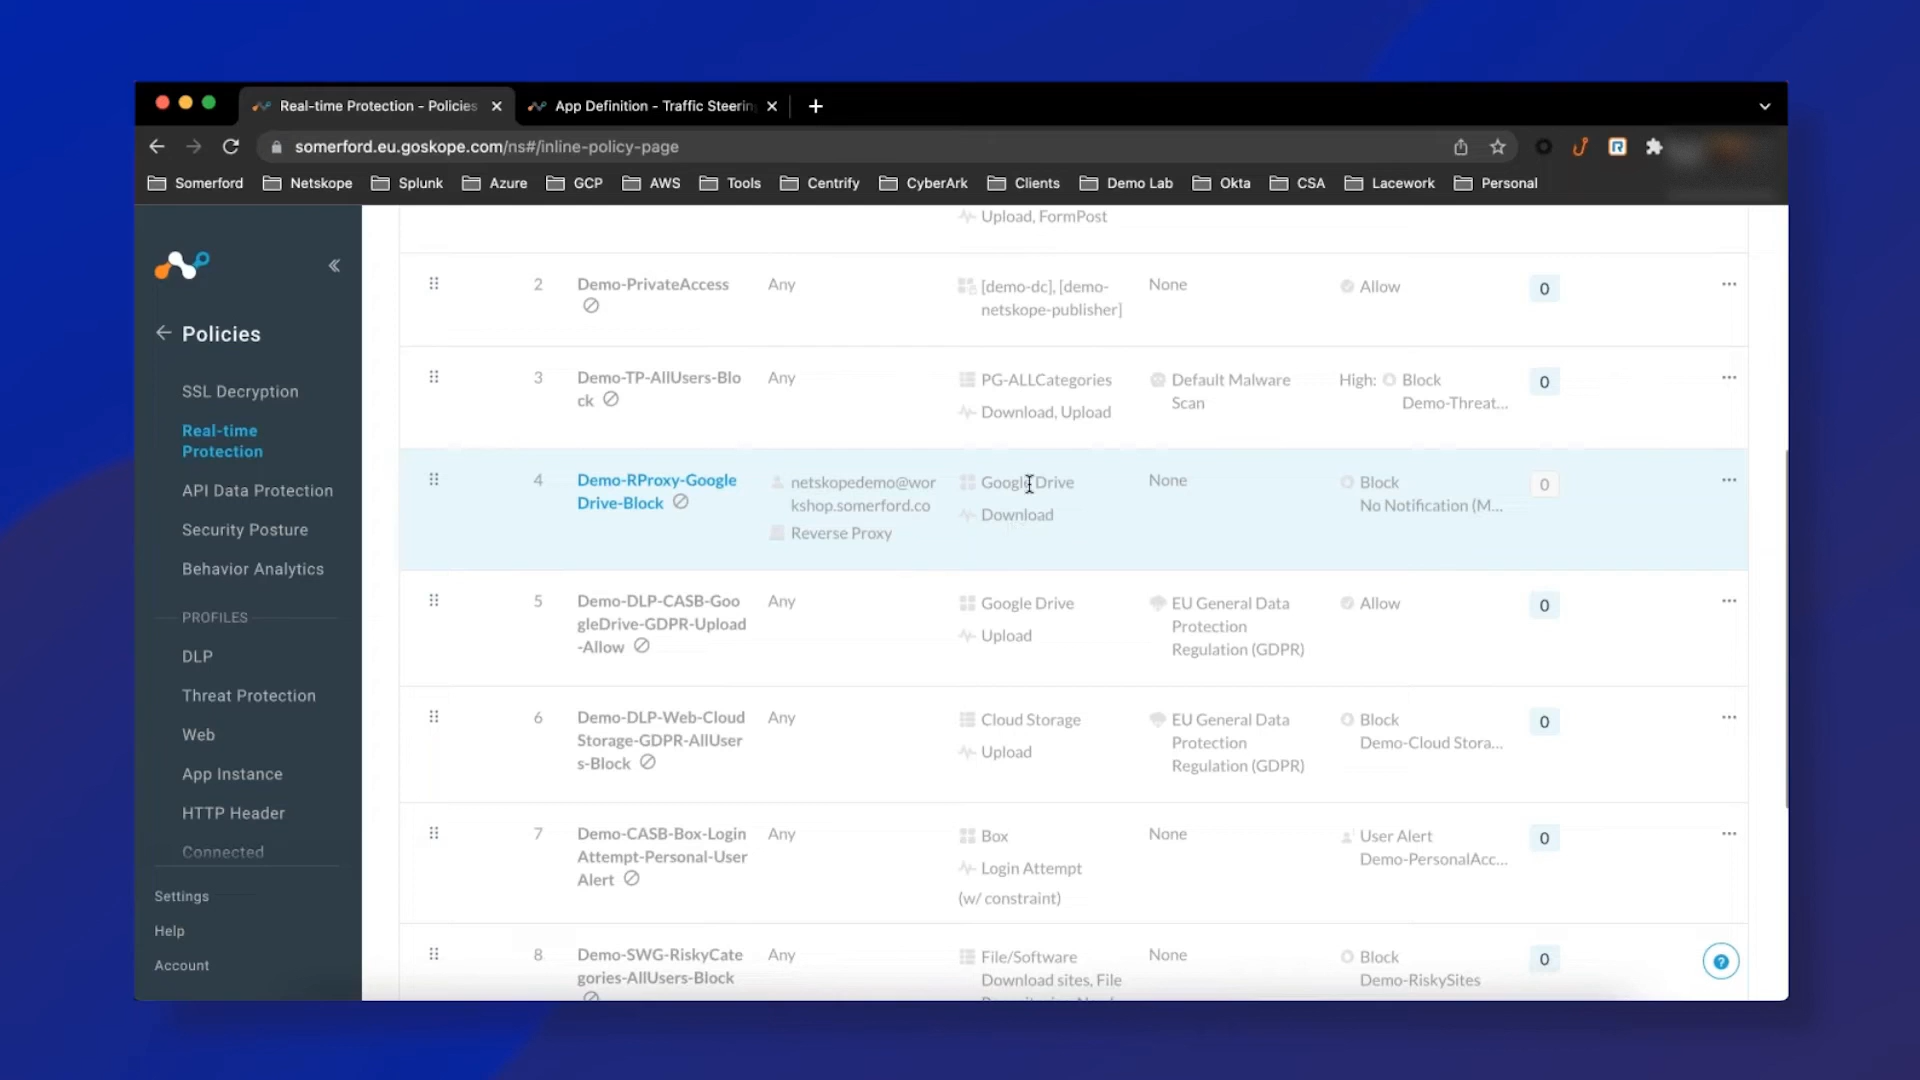 Real-time Protection - Policies
App Definition - Traffic Steerin
somerford.eu.goskope.com/ns#/inline-policy-page
Somerford
Netskope
Splunk
Azure
GCP
AWS
Tools
Centrify
CyberArk
Clients
Demo Lab
Okta
CSA
Lacework
Personal
Policies
SSL Decryption
Real-time
Protection
API Data Protection
Security Posture
Behavior Analytics
PROFILES
DLP
Threat Protection
Web
App Instance
HTTP Header
Connected
Settings
Help
Account
Upload, FormPost
2
Demo-PrivateAccess
Any
[demo-dc], [demo-
netskope-publisher]
None
Allow
0
3
Demo-TP-AllUsers-Blo
ck
Any
PG-ALLCategories
Download, Upload
Default Malware
Scan
High: Block
Demo-Threat...
0
4
Demo-RProxy-Google
Drive-Block
netskopedemo@wor
kshop.somerford.co
Reverse Proxy
Google Drive
Download
None
Block
No Notification (M...
0
5
Demo-DLP-CASB-Goo
gleDrive-GDPR-Upload
-Allow
Any
Google Drive
Upload
EU General Data
Protection
Regulation (GDPR)
Allow
0
6
Demo-DLP-Web-Cloud
Storage-GDPR-AllUser
s-Block
Any
Cloud Storage
Upload
EU General Data
Protection
Regulation (GDPR)
Block
Demo-Cloud Stora...
0
7
Demo-CASB-Box-Login
Attempt-Personal-User
Alert
Any
Box
Login Attempt
(w/ constraint)
None
User Alert
Demo-PersonalAcc...
0
8
Demo-SWG-RiskyCate
gories-AllUsers-Block
Any
File/Software
Download sites, File
None
Block
Demo-RiskySites
0